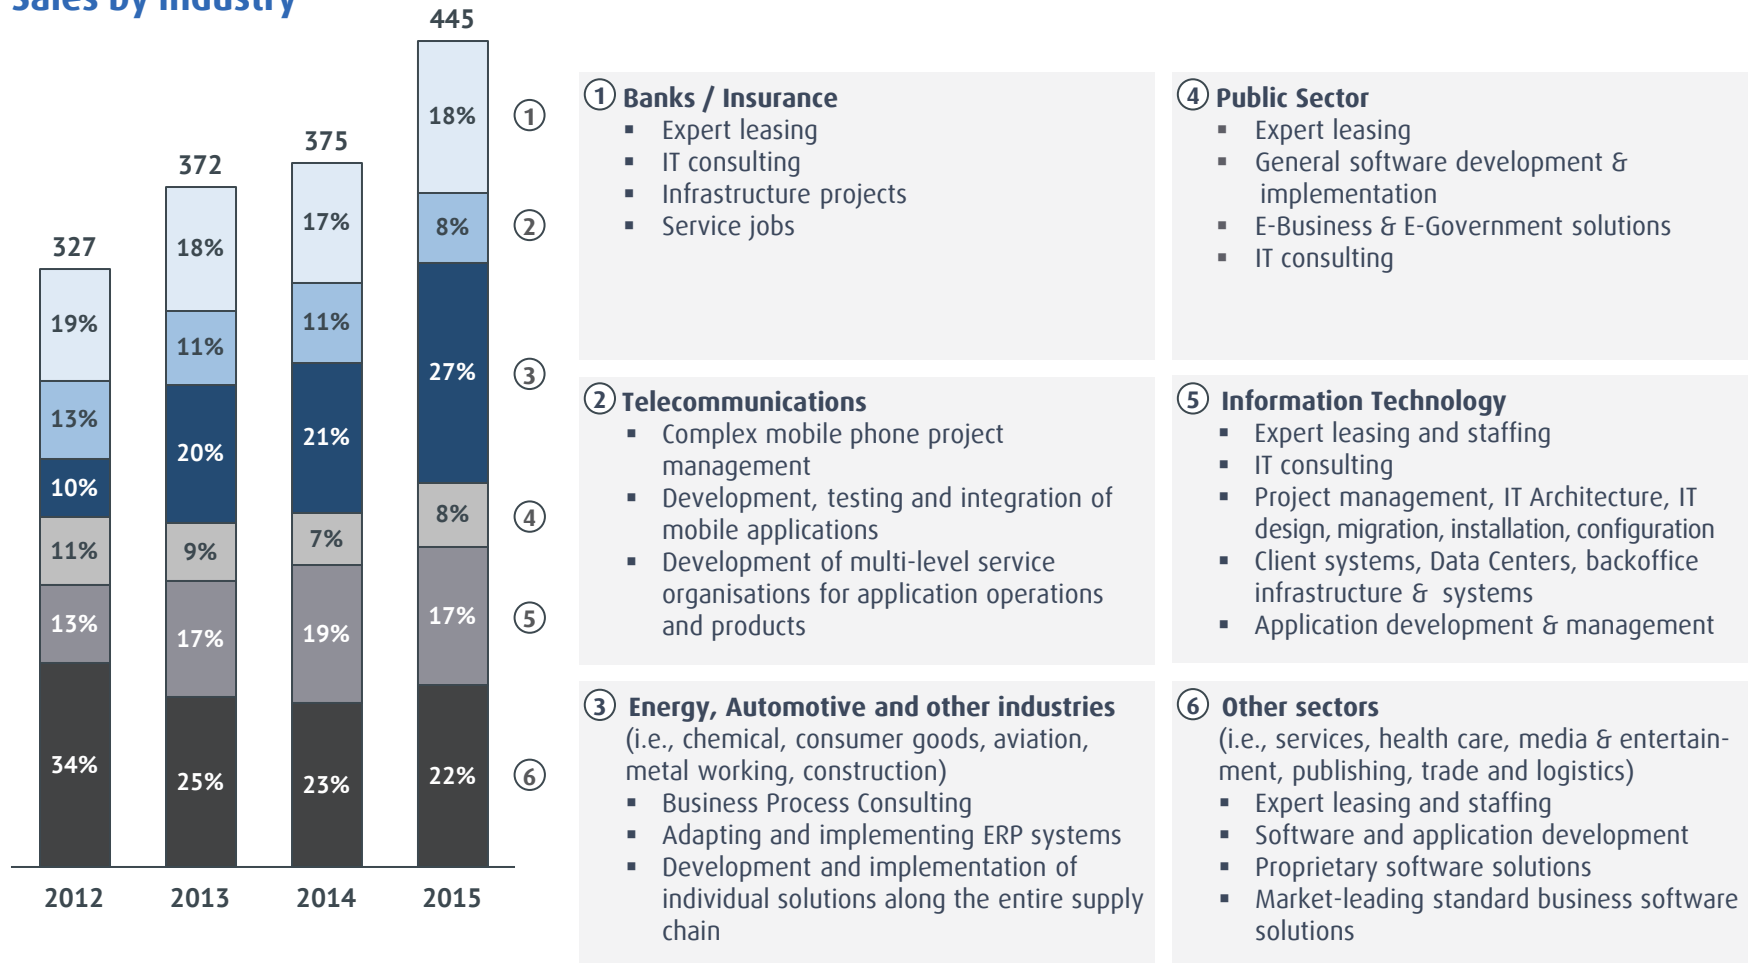 Sales by Industry
445
375
372
327
18%
8%
27%
8%
17%
22%
17%
11%
21%
7%
19%
23%
18%
11%
20%
9%
17%
25%
19%
13%
10%
11%
13%
34%
2012 2013 2014 2015
1
2
3
4
5
6
1 Banks / Insurance
▪ Expert leasing
▪ IT consulting
▪ Infrastructure projects
▪ Service jobs
2 Telecommunications
▪ Complex mobile phone project
management
▪ Development, testing and integration of
mobile applications
▪ Development of multi-level service
organisations for application operations
and products
3 Energy, Automotive and other industries
(i.e., chemical, consumer goods, aviation,
metal working, construction)
▪ Business Process Consulting
▪ Adapting and implementing ERP systems
▪ Development and implementation of
individual solutions along the entire supply
chain
4 Public Sector
▪ Expert leasing
▪ General software development &
implementation
▪ E-Business & E-Government solutions
▪ IT consulting
5 Information Technology
▪ Expert leasing and staffing
▪ IT consulting
▪ Project management, IT Architecture, IT
design, migration, installation, configuration
▪ Client systems, Data Centers, backoffice
infrastructure & systems
▪ Application development & management
6 Other sectors
(i.e., services, health care, media & entertain-
ment, publishing, trade and logistics)
▪ Expert leasing and staffing
▪ Software and application development
▪ Proprietary software solutions
▪ Market-leading standard business software
solutions